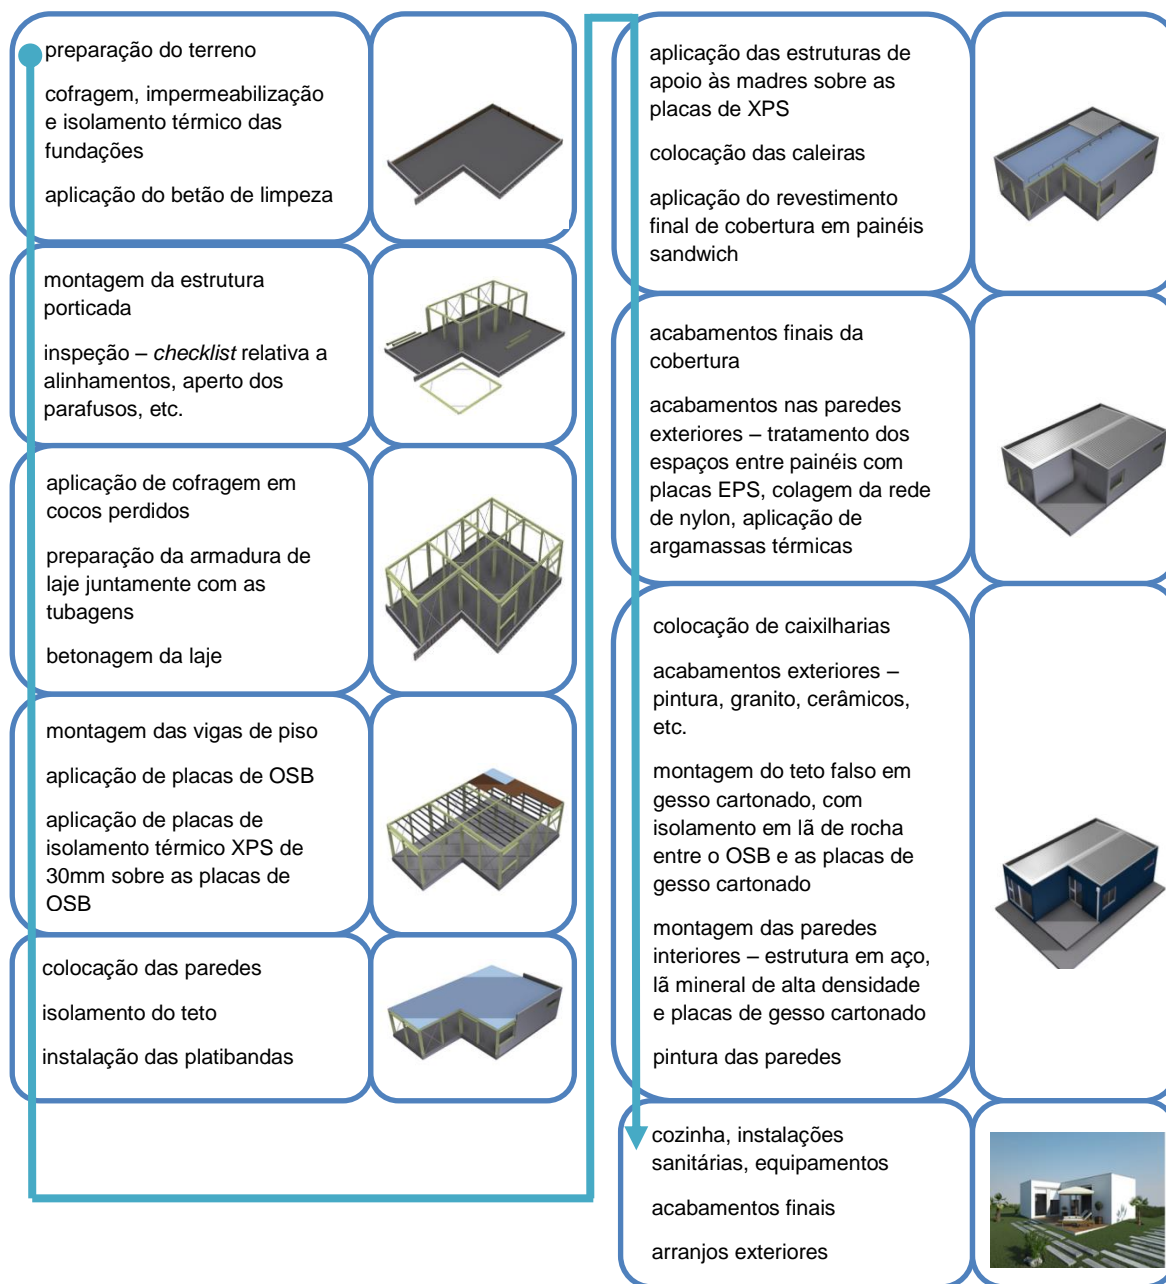 preparação do terreno
cofragem, impermeabilização
e isolamento térmico das
fundações
aplicação do betão de limpeza
montagem da estrutura
porticada
inspeção – checklist relativa a
alinhamentos, aperto dos
parafusos, etc.
aplicação de cofragem em
cocos perdidos
preparação da armadura de
laje juntamente com as
tubagens
betonagem da laje
montagem das vigas de piso
aplicação de placas de OSB
aplicação de placas de
isolamento térmico XPS de
30mm sobre as placas de
OSB
colocação das paredes
isolamento do teto
instalação das platibandas
aplicação das estruturas de
apoio às madres sobre as
placas de XPS
colocação das caleiras
aplicação do revestimento
final de cobertura em painéis
sandwich
acabamentos finais da
cobertura
acabamentos nas paredes
exteriores – tratamento dos
espaços entre painéis com
placas EPS, colagem da rede
de nylon, aplicação de
argamassas térmicas
colocação de caixilharias
acabamentos exteriores –
pintura, granito, cerâmicos,
etc.
montagem do teto falso em
gesso cartonado, com
isolamento em lã de rocha
entre o OSB e as placas de
gesso cartonado
montagem das paredes
interiores – estrutura em aço,
lã mineral de alta densidade
e placas de gesso cartonado
pintura das paredes
cozinha, instalações
sanitárias, equipamentos
acabamentos finais
arranjos exteriores